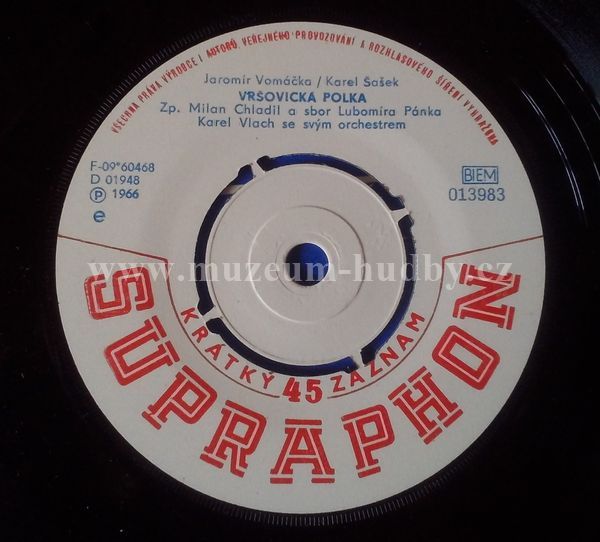 VŠECHNA PRÁVA VÝROBCE I AUTORŮ VEŘEJNÉHO PROVOZOVÁNÍ A ROZHLASOVÉHO ŠÍŘENÍ VYHRAZENA
Jaromír Vomáčka / Karel Šašek
VRŠOVICKÁ POLKA
Zp. Milan Chladil a sbor Lubomíra Pánka
Karel Vlach se svým orchestrem
F-09*60468
D 01948
Ⓟ 1966
e
BIEM
013983
www.muzeum-hudby.cz
KRÁTKÝ 45 ZÁZNAM
SUPRAPHON